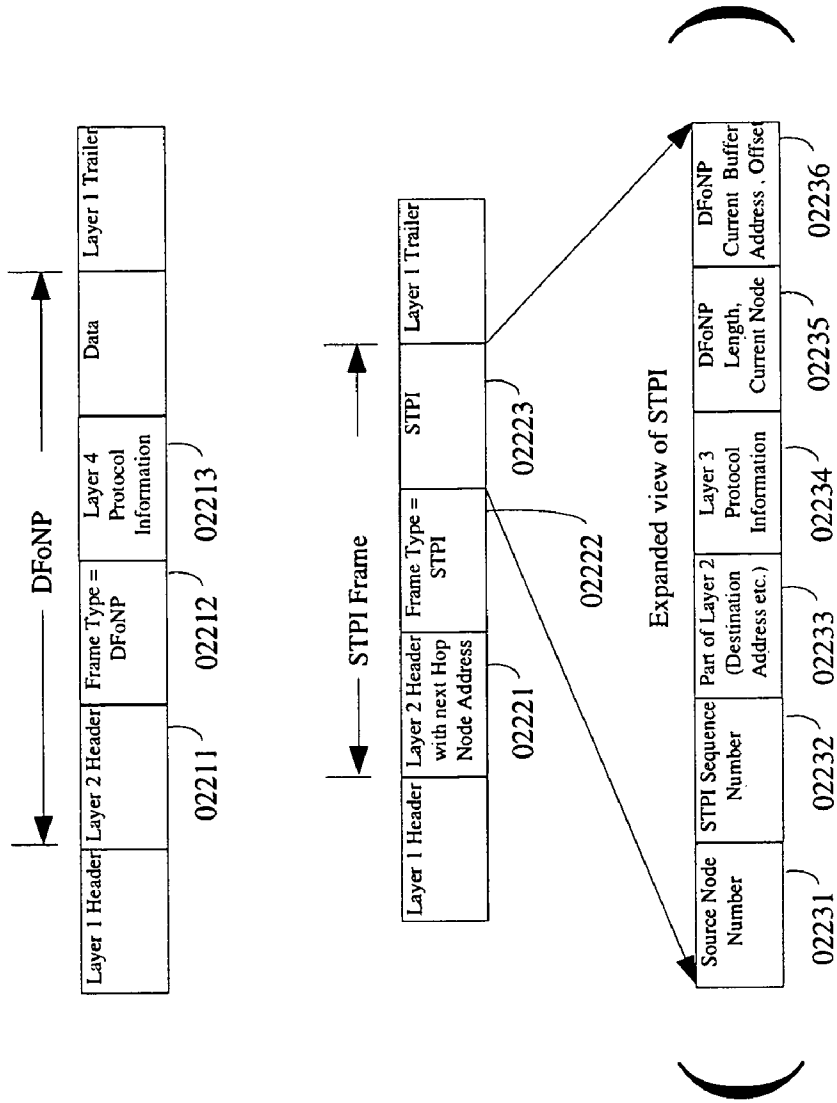 DFoNP
Layer 1 Header
Layer 2 Header
Frame Type =
DFoNP
Layer 4
Protocol
Information
Data
Layer 1 Trailer
02211
02212
02213
STPI Frame
Layer 1 Header
Layer 2 Header
with next Hop
Node Address
Frame Type =
STPI
STPI
Layer 1 Trailer
02221
02222
02223
Expanded view of STPI
Source Node
Number
STPI Sequence
Number
Part of Layer 2
(Destination
Address etc.)
Layer 3
Protocol
Information
DFoNP
Length,
Current Node
DFoNP
Current Buffer
Address , Offset
02231
02232
02233
02234
02235
02236